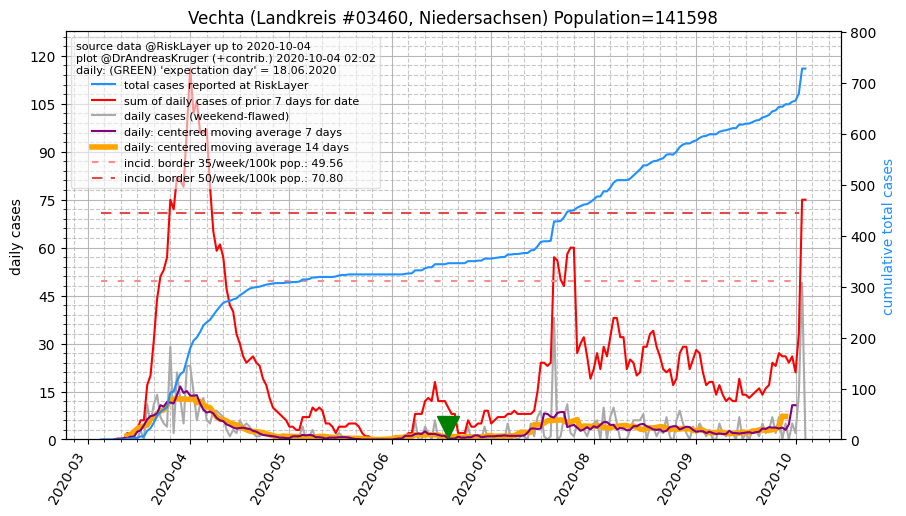 Vechta (Landkreis #03460, Niedersachsen) Population=141598
source data @RiskLayer up to 2020-10-04
plot @DrAndreasKruger (+contrib.) 2020-10-04 02:02
daily: (GREEN) 'expectation day' = 18.06.2020
total cases reported at RiskLayer
sum of daily cases of prior 7 days for date
daily cases (weekend-flawed)
daily: centered moving average 7 days
daily: centered moving average 14 days
incid. border 35/week/100k pop.: 49.56
incid. border 50/week/100k pop.: 70.80
daily cases
120
105
90
75
60
45
30
15
0
800
700
600
500
400
300
200
100
0
cumulative total cases
2020-03
2020-04
2020-05
2020-06
2020-07
2020-08
2020-09
2020-10